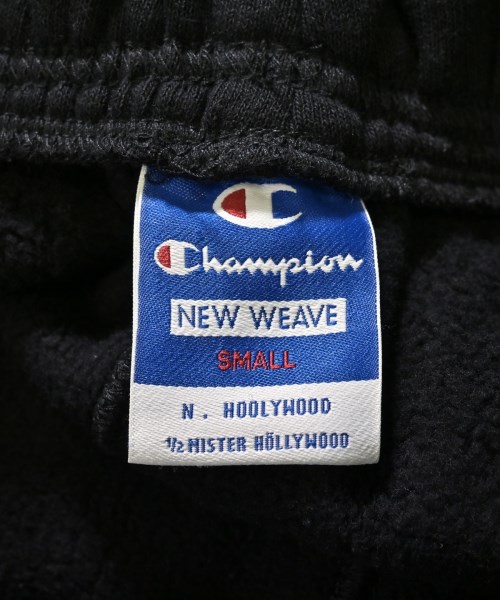 Champion
NEW WEAVE
SMALL
N. HOOLYWOOD
1/2 MISTER HÖLLYWOOD